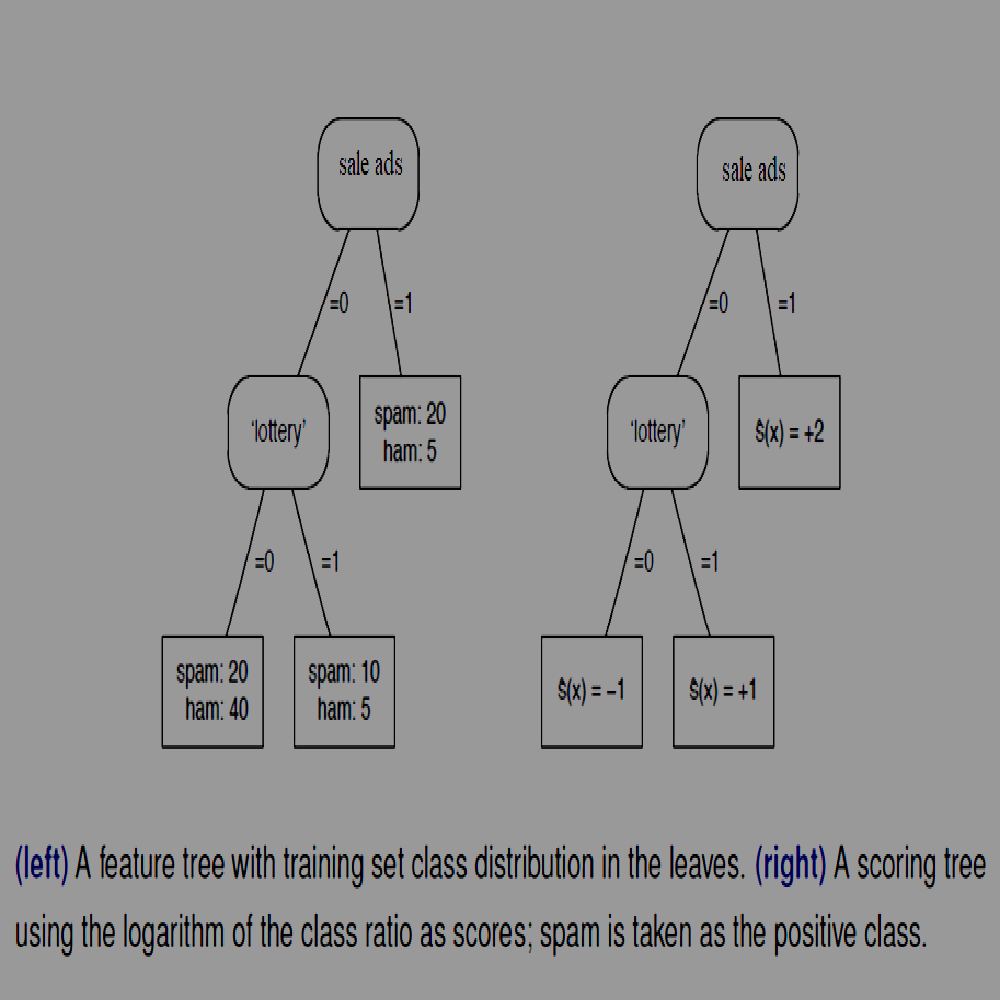 sale ads
sale ads
=0
=1
=0
=1
'lottery'
spam: 20
ham: 5
'lottery'
ŝ(x) = +2
=0
=1
=0
=1
spam: 20
ham: 40
spam: 10
ham: 5
ŝ(x) = −1
ŝ(x) = +1
(left) A feature tree with training set class distribution in the leaves. (right) A scoring tree
using the logarithm of the class ratio as scores; spam is taken as the positive class.